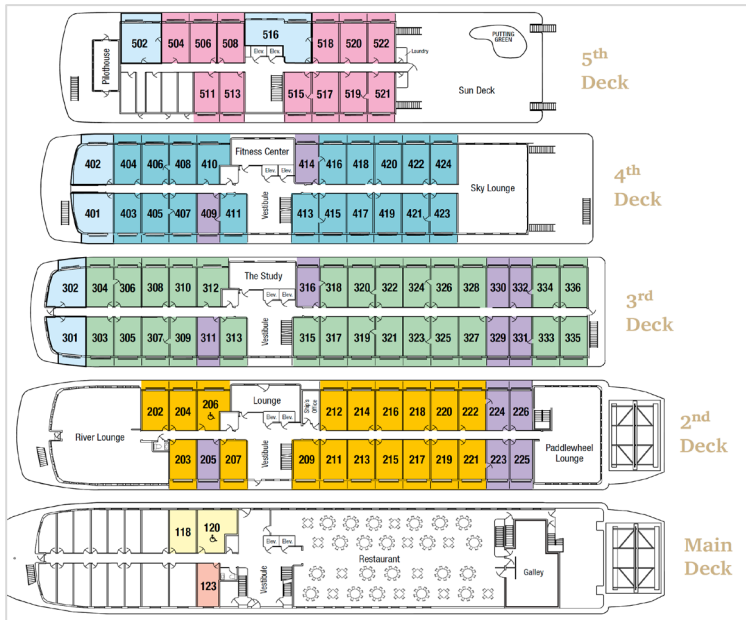 502 504 506 508 516 518 520 522
Elev. Elev.
Laundry
PUTTING
GREEN
Pilothouse
511 513 515 517 519 521
Sun Deck
5th
Deck
402 404 406 408 410 Fitness Center 414 416 418 420 422 424
Elev. Elev.
Sky Lounge
401 403 405 407 409 411 Vestibule 413 415 417 419 421 423
4th
Deck
302 304 306 308 310 312 The Study 316 318 320 322 324 326 328 330 332 334 336
Elev. Elev.
301 303 305 307 309 311 313 Vestibule 315 317 319 321 323 325 327 329 331 333 335
3rd
Deck
202 204 206 Lounge Ship's Office 212 214 216 218 220 222 224 226
Elev. Elev.
River Lounge
203 205 207 Vestibule 209 211 213 215 217 219 221 223 225
Paddlewheel
Lounge
2nd
Deck
118 120
Elev. Elev.
Restaurant
Galley
123 Vestibule
Main
Deck